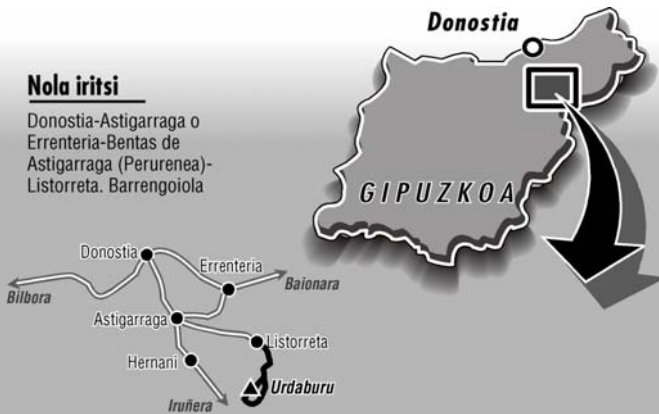 Donostia
Nola iritsi
Donostia-Astigarraga o
Errenteria-Bentas de
Astigarraga (Perurenea)-
Listorreta. Barrengoiola
GIPUZKOA
Donostia
Errenteria
Bilbora
Baionara
Astigarraga
Listorreta
Hernani
Urdaburu
Iruñera